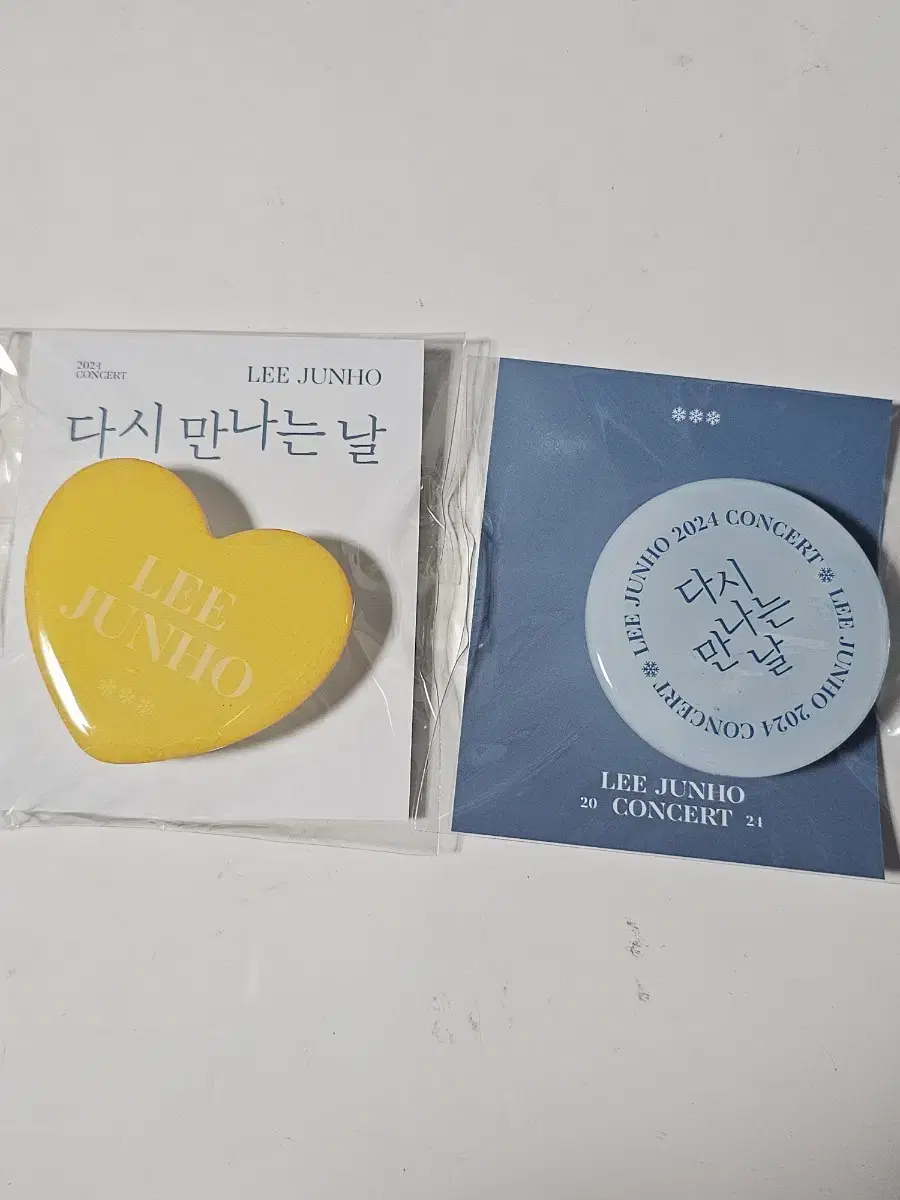 2024
CONCERT
LEE JUNHO
다시 만나는 날
LEE
JUNHO
LEE JUNHO 2024 CONCERT
LEE JUNHO 2024 CONCERT
다시
만나는
날
LEE JUNHO
20 CONCERT 24